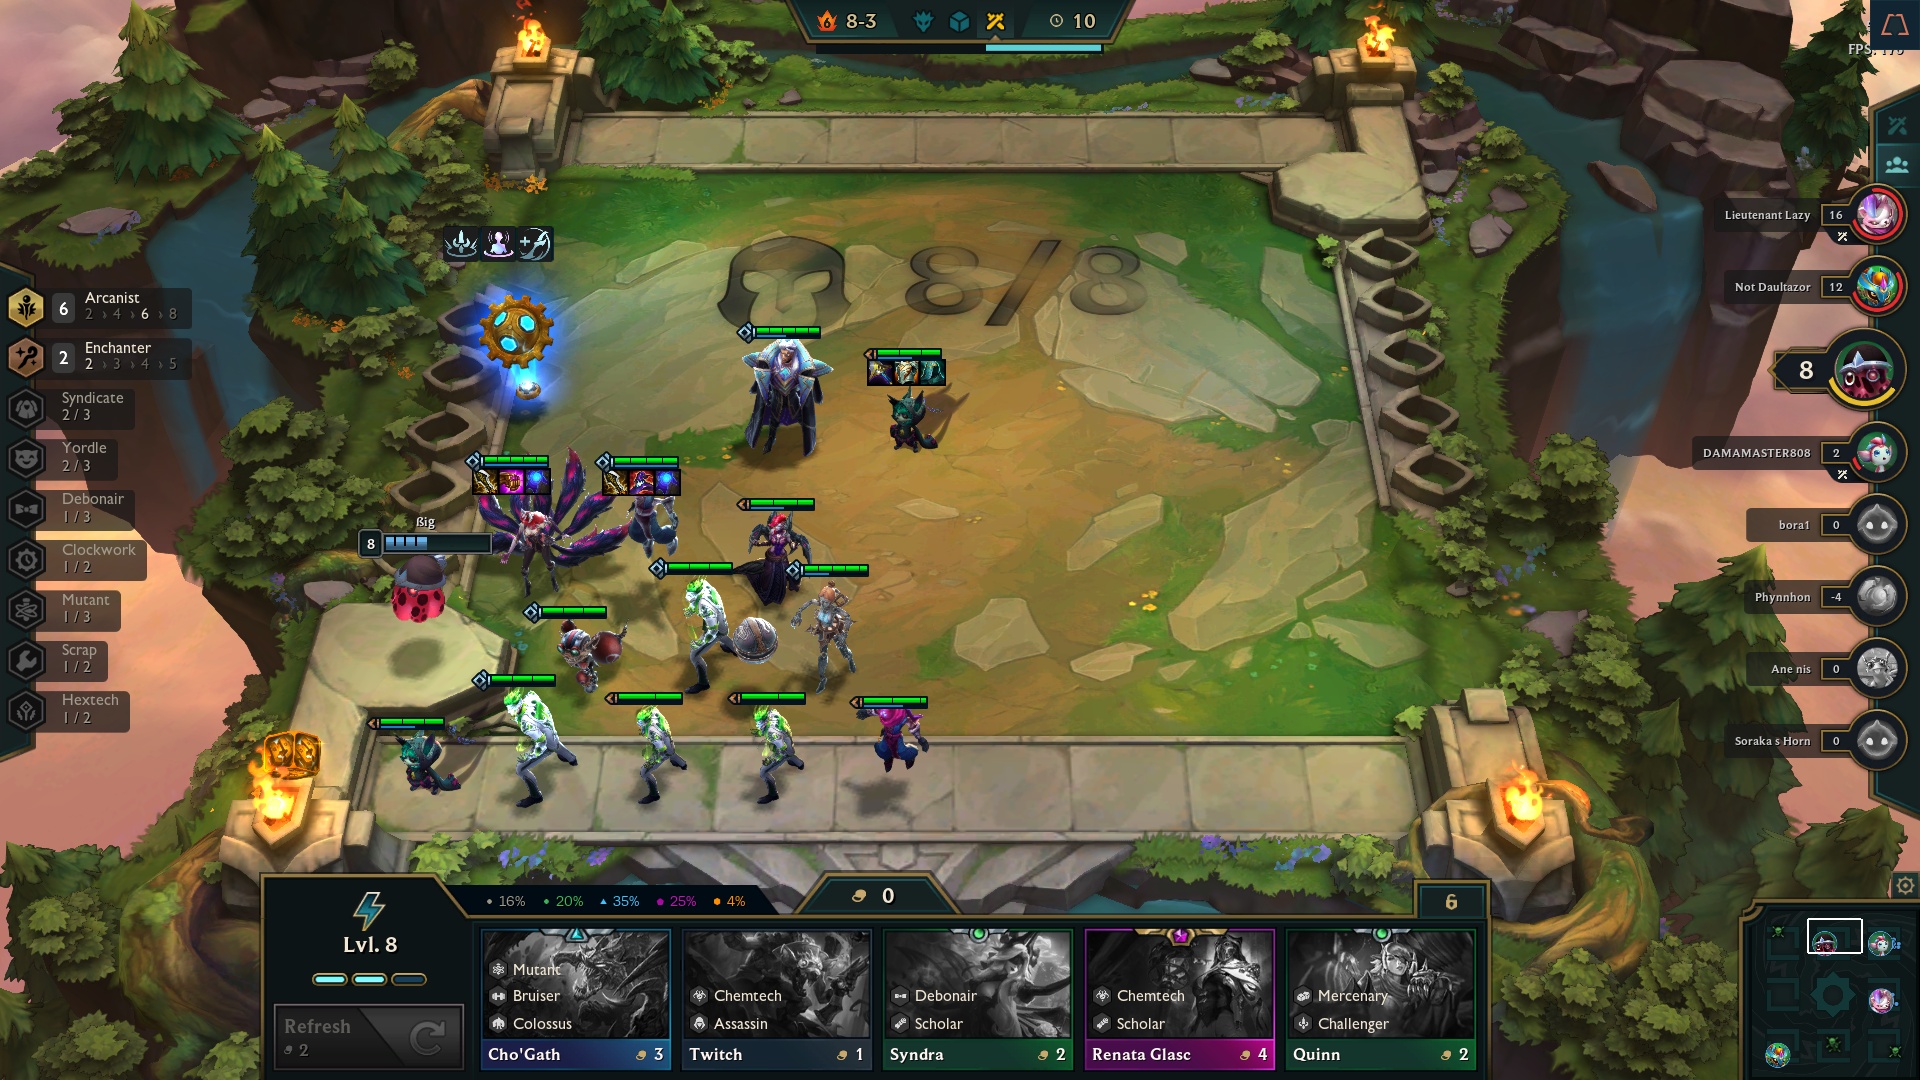 8-3
10
FPS: 170
8/8
Lieutenant Lazy 16
Not Daultazor 12
8
DAMAMASTER808 2
bora1 0
Phynnhon -4
Ane nis 0
Soraka s Horn 0
6 Arcanist
2 › 4 › 6 › 8
2 Enchanter
2 › 3 › 4 › 5
Syndicate
2 / 3
Yordle
2 / 3
Debonair
1 / 3
Clockwork
1 / 2
Mutant
1 / 3
Scrap
1 / 2
Hextech
1 / 2
ßig
8
Lvl. 8
16% 20% 35% 25% 4%
0
6
Refresh
2
Mutant
Bruiser
Colossus
Cho'Gath 3
Chemtech
Assassin
Twitch 1
Debonair
Scholar
Syndra 2
Chemtech
Scholar
Renata Glasc 4
Mercenary
Challenger
Quinn 2